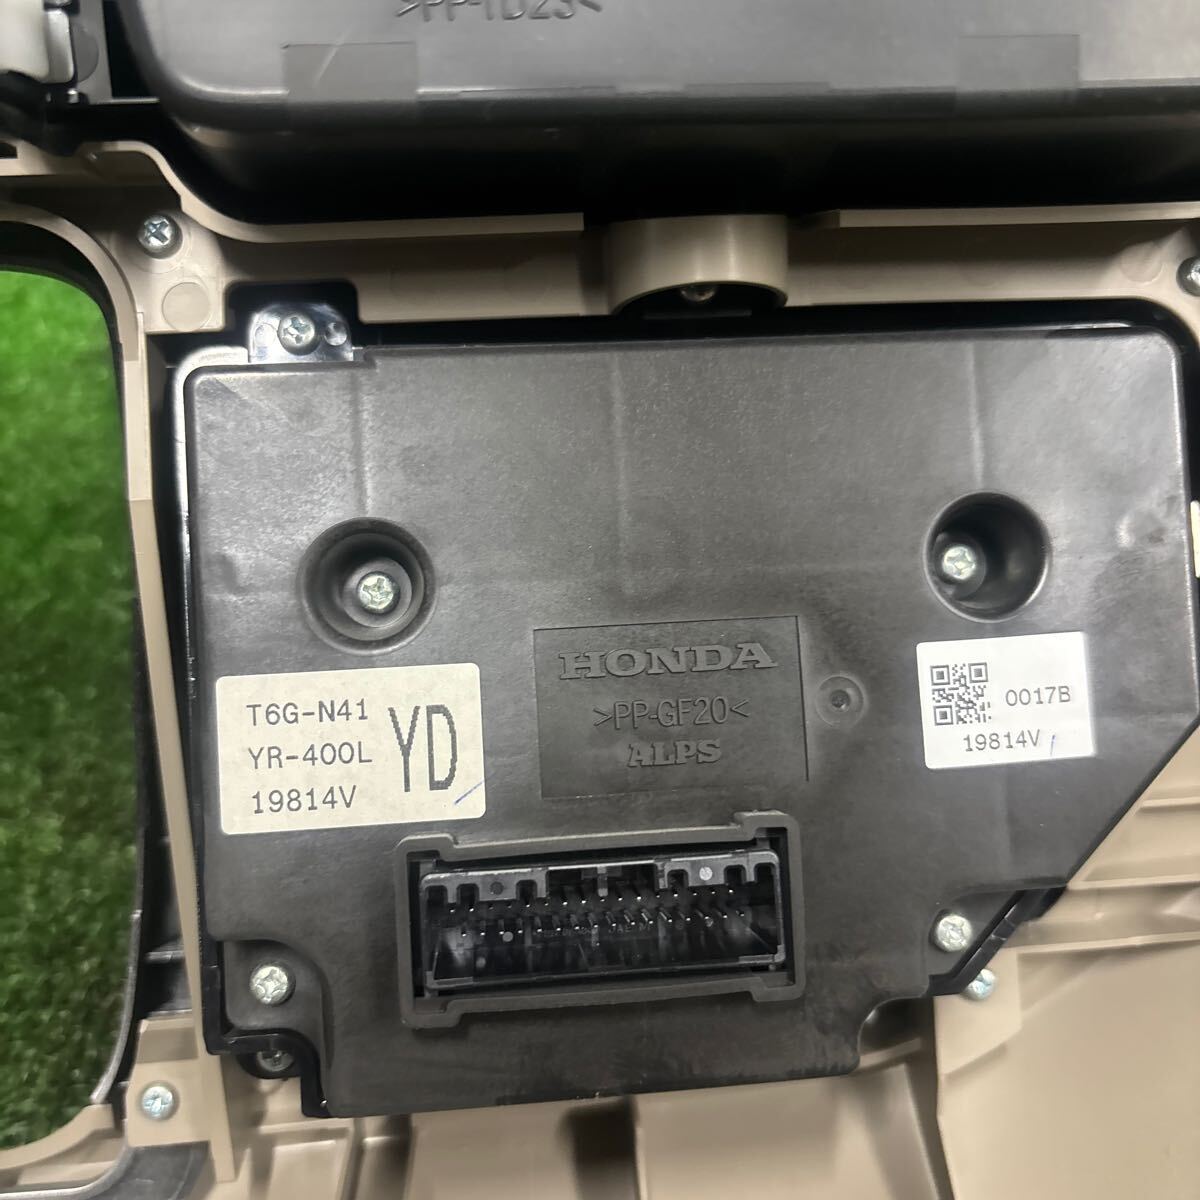 >PP-TD23<
HONDA
>PP-GF20<
ALPS
T6G-N41
YR-400L
19814V
YD
0017B
19814V